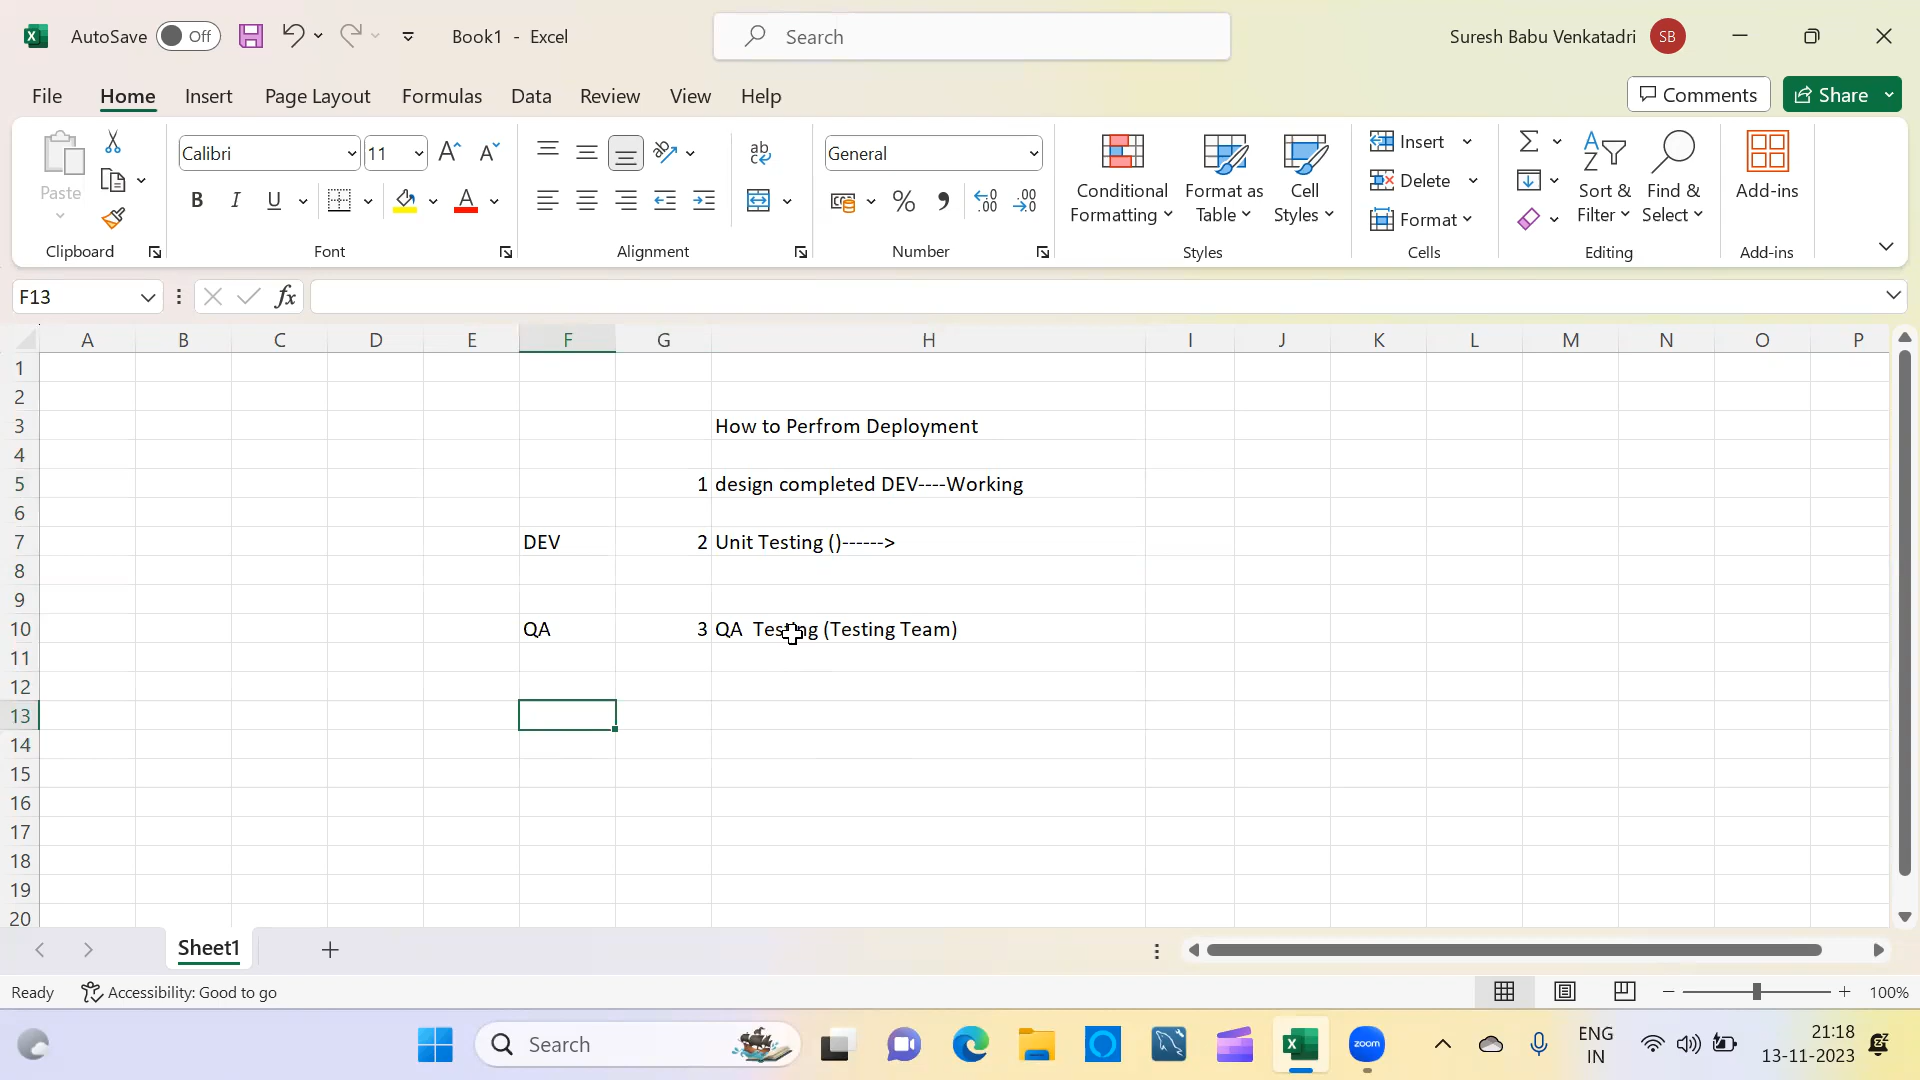 AutoSave Off Book1 - Excel Search Suresh Babu Venkatadri SB
File Home Insert Page Layout Formulas Data Review View Help Comments Share
Paste Calibri 11 A A ab General Conditional Formatting Format as Table Cell Styles Insert Delete Format Sort & Filter Find & Select Add-ins
B I U A % .00
Clipboard Font Alignment Number Styles Cells Editing Add-ins
F13 fx
A B C D E F G H I J K L M N O P
1
2
3 How to Perfrom Deployment
4
5 1 design completed DEV----Working
6
7 DEV 2 Unit Testing ()------>
8
9
10 QA 3 QA  Testing (Testing Team)
11
12
13
14
15
16
17
18
19
20
Sheet1
Ready Accessibility: Good to go 100%
Search zoom ENG IN 21:18 13-11-2023